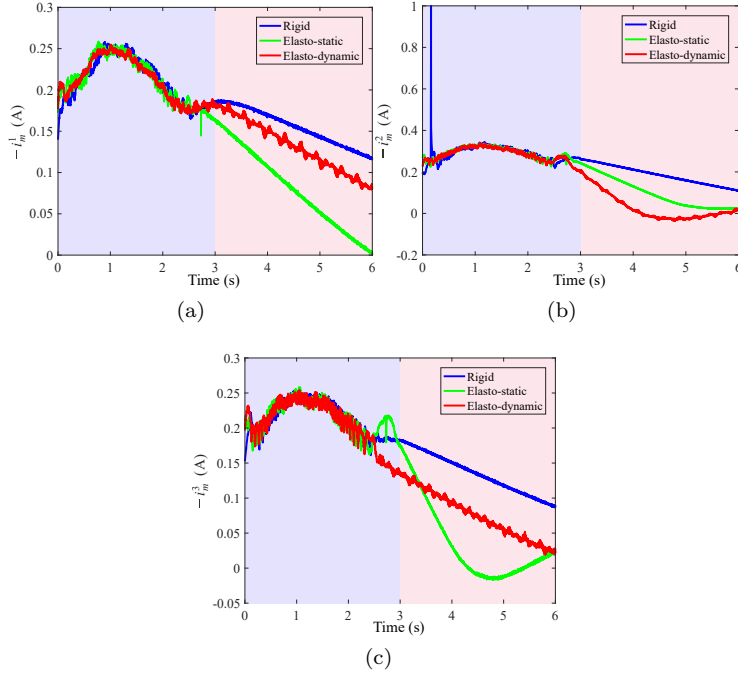 0.3
0.25
0.2
0.15
0.1
0.05
0
− i_m^1 (A)
Rigid
Elasto-static
Elasto-dynamic
0 1 2 3 4 5 6
Time (s)
(a)
1
0.8
0.6
0.4
0.2
0
-0.2
− i_m^2 (A)
Rigid
Elasto-static
Elasto-dynamic
0 1 2 3 4 5 6
Time (s)
(b)
0.3
0.25
0.2
0.15
0.1
0.05
0
-0.05
− i_m^3 (A)
Rigid
Elasto-static
Elasto-dynamic
0 1 2 3 4 5 6
Time (s)
(c)